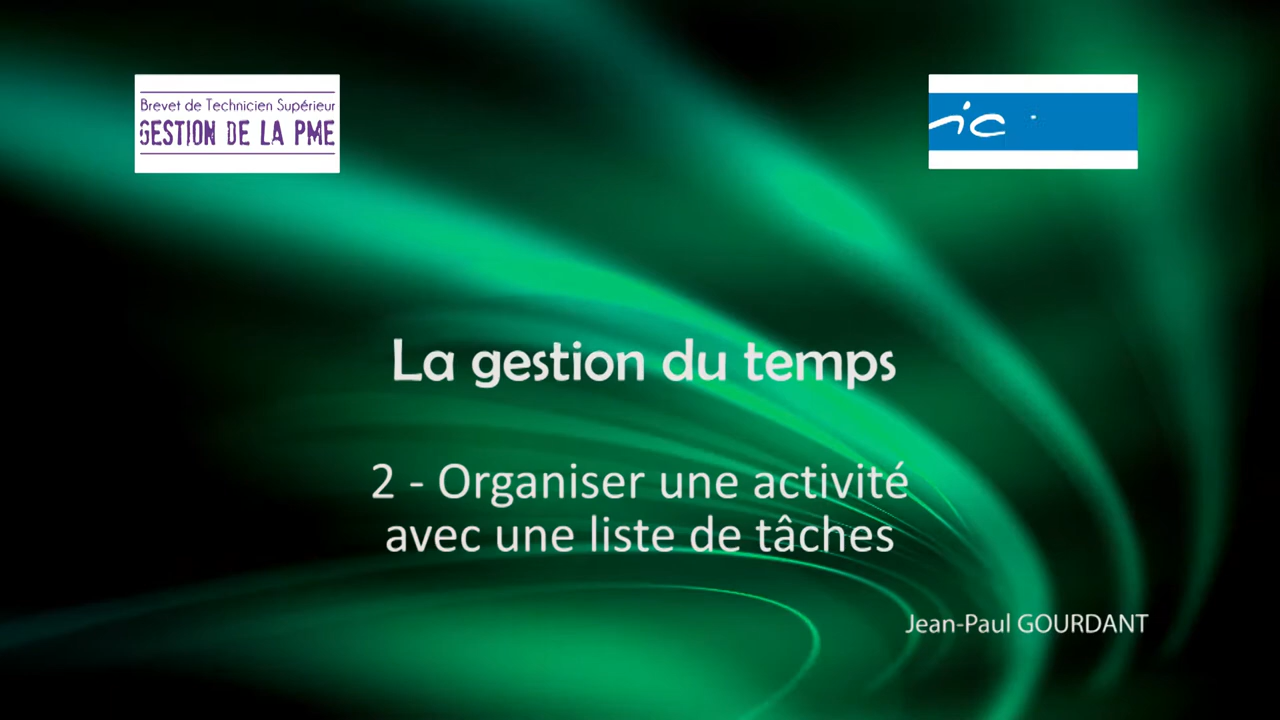 Brevet de Technicien Supérieur
GESTION DE LA PME
ic
La gestion du temps
2 - Organiser une activité
avec une liste de tâches
Jean-Paul GOURDANT